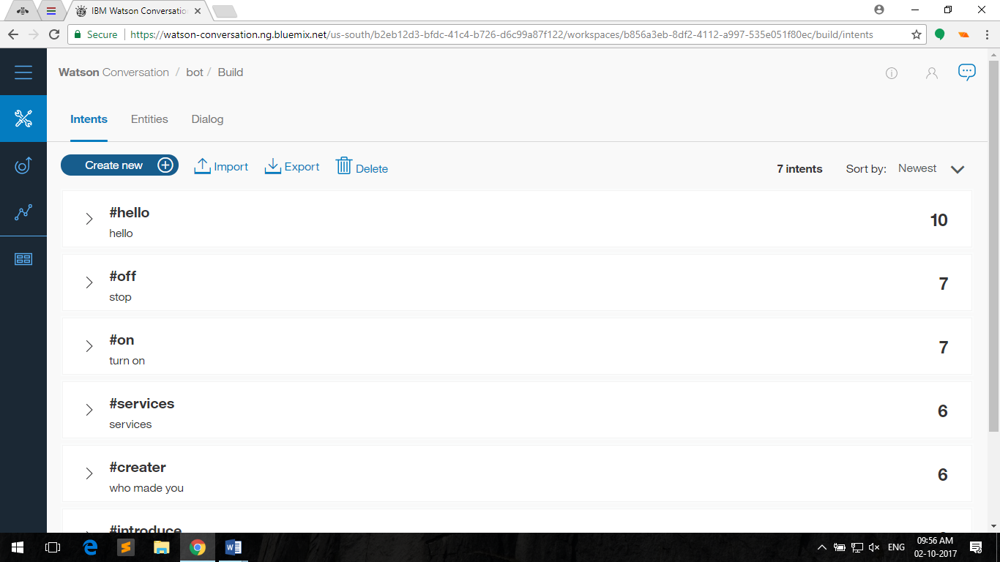 IBM Watson Conversatio
Secure https://watson-conversation.ng.bluemix.net/us-south/b2eb12d3-bfdc-41c4-b726-d6c99a87f122/workspaces/b856a3eb-8df2-4112-a997-535e051f80ec/build/intents
Watson Conversation / bot / Build
Intents Entities Dialog
Create new Import Export Delete 7 intents Sort by: Newest
#hello
hello
10
#off
stop
7
#on
turn on
7
#services
services
6
#creater
who made you
6
#introduce
ENG
09:56 AM
02-10-2017